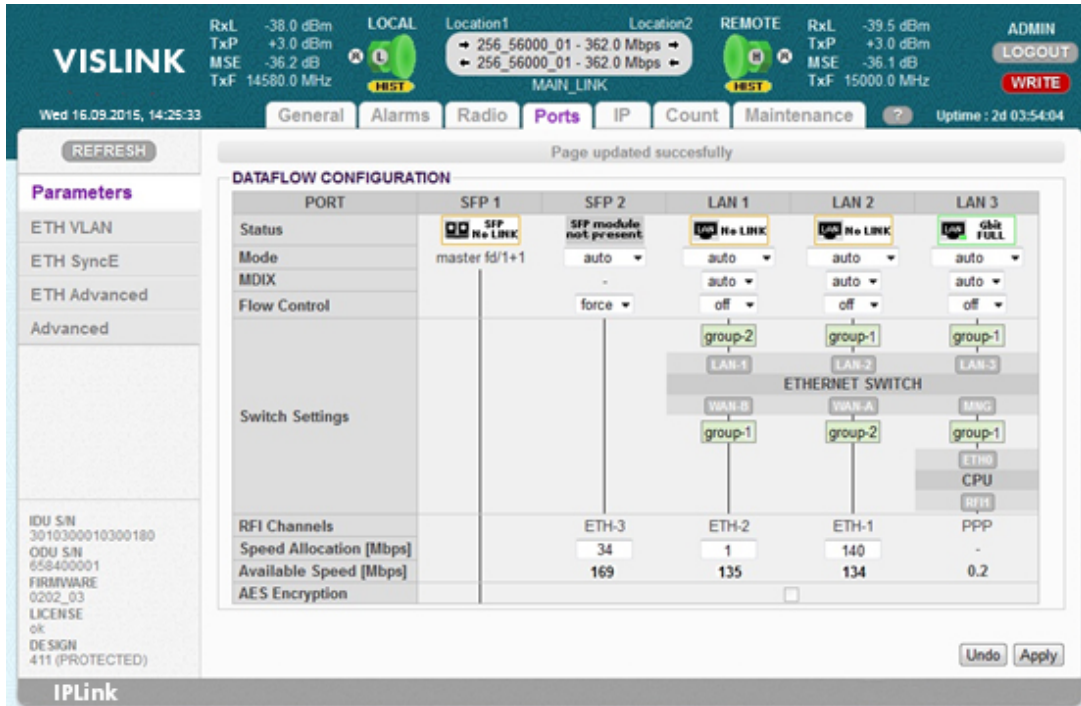 VISLINK
RxL -38.0 dBm
TxP +3.0 dBm
MSE -36.2 dB
TxF 14580.0 MHz
LOCAL
R L
HIST
Location1 Location2
256_56000_01 - 362.0 Mbps
256_56000_01 - 362.0 Mbps
MAIN_LINK
REMOTE
H R
HIST
RxL -39.5 dBm
TxP +3.0 dBm
MSE -36.1 dB
TxF 15000.0 MHz
ADMIN
LOGOUT
WRITE
Wed 16.09.2015, 14:25:33
General Alarms Radio Ports IP Count Maintenance ?
Uptime : 2d 03:54:04
REFRESH
Page updated succesfully
Parameters
ETH VLAN
ETH SyncE
ETH Advanced
Advanced
DATAFLOW CONFIGURATION
PORT SFP 1 SFP 2 LAN 1 LAN 2 LAN 3
Status SFP No LINK SFP module not present LAN No LINK LAN No LINK LAN Gbit FULL
Mode master fd/1+1 auto auto auto auto
MDIX - auto auto auto
Flow Control force off off off
Switch Settings
group-2 group-1 group-1
LAN-1 LAN-2 LAN-3
ETHERNET SWITCH
WAN-B WAN-A MNG
group-1 group-2 group-1
ETH0
CPU
RFI1
RFI Channels ETH-3 ETH-2 ETH-1 PPP
Speed Allocation [Mbps] 34 1 140 -
Available Speed [Mbps] 169 135 134 0.2
AES Encryption
IDU S/N
3010300010300180
ODU S/N
658400001
FIRMWARE
0202_03
LICENSE
ok
DESIGN
411 (PROTECTED)
Undo Apply
IPLink